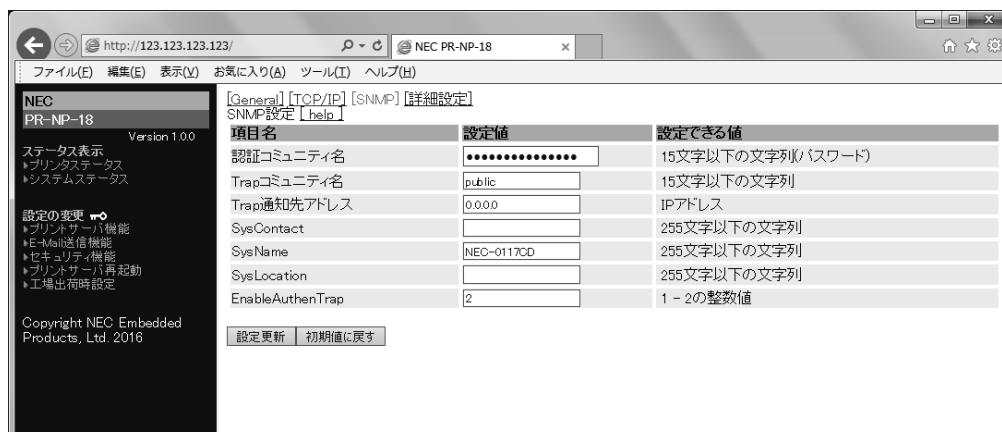 http://123.123.123.123/
NEC PR-NP-18
ファイル(F) 編集(E) 表示(V) お気に入り(A) ツール(T) ヘルプ(H)
NEC
PR-NP-18
Version 1.0.0
ステータス表示
プリンタステータス
システムステータス
設定の変更
プリントサーバ機能
E-Mail送信機能
セキュリティ機能
プリントサーバ再起動
工場出荷時設定
Copyright NEC Embedded
Products, Ltd. 2016
[General] [TCP/IP] [SNMP] [詳細設定]
SNMP設定 [ help ]
項目名 設定値 設定できる値
認証コミュニティ名 ●●●●●●●●●●●●●●● 15文字以下の文字列(パスワード)
Trapコミュニティ名 public 15文字以下の文字列
Trap通知先アドレス 0.0.0.0 IPアドレス
SysContact 255文字以下の文字列
SysName NEC-0117CD 255文字以下の文字列
SysLocation 255文字以下の文字列
EnableAuthenTrap 2 1 - 2の整数値
設定更新 初期値に戻す